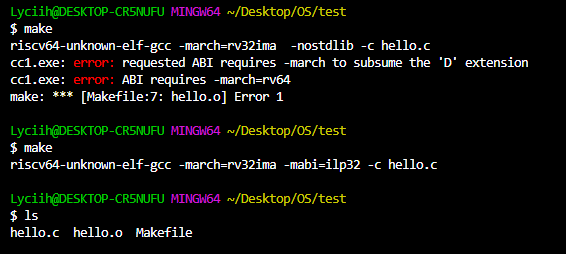 Lyciih@DESKTOP-CR5NUFU MINGW64 ~/Desktop/OS/test
$ make
riscv64-unknown-elf-gcc -march=rv32ima  -nostdlib -c hello.c
cc1.exe: error: requested ABI requires -march to subsume the 'D' extension
cc1.exe: error: ABI requires -march=rv64
make: *** [Makefile:7: hello.o] Error 1
Lyciih@DESKTOP-CR5NUFU MINGW64 ~/Desktop/OS/test
$ make
riscv64-unknown-elf-gcc -march=rv32ima -mabi=ilp32 -c hello.c
Lyciih@DESKTOP-CR5NUFU MINGW64 ~/Desktop/OS/test
$ ls
hello.c  hello.o  Makefile